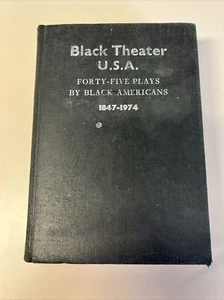 Black Theater
U.S.A.
FORTY-FIVE PLAYS
BY BLACK AMERICANS
1847-1974